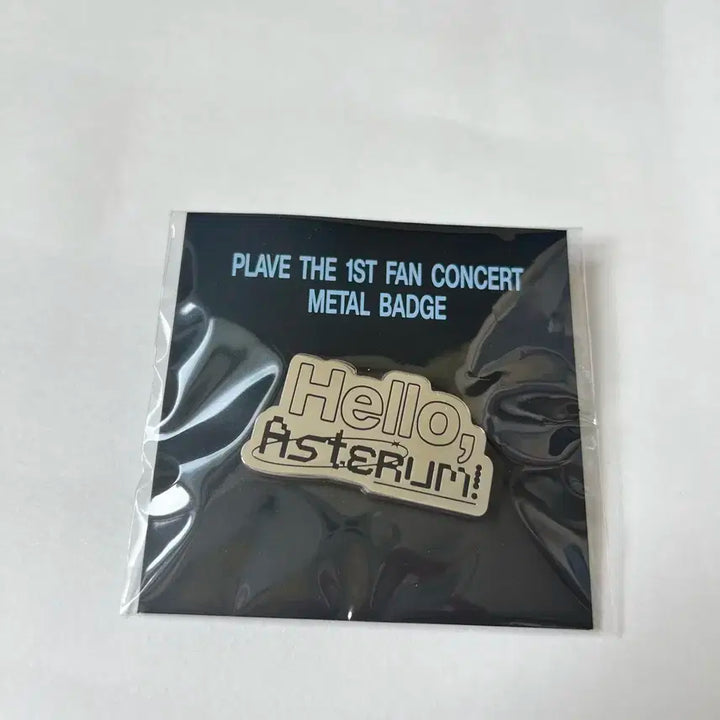 PLAVE THE 1ST FAN CONCERT
METAL BADGE
Hello,
Asterum!